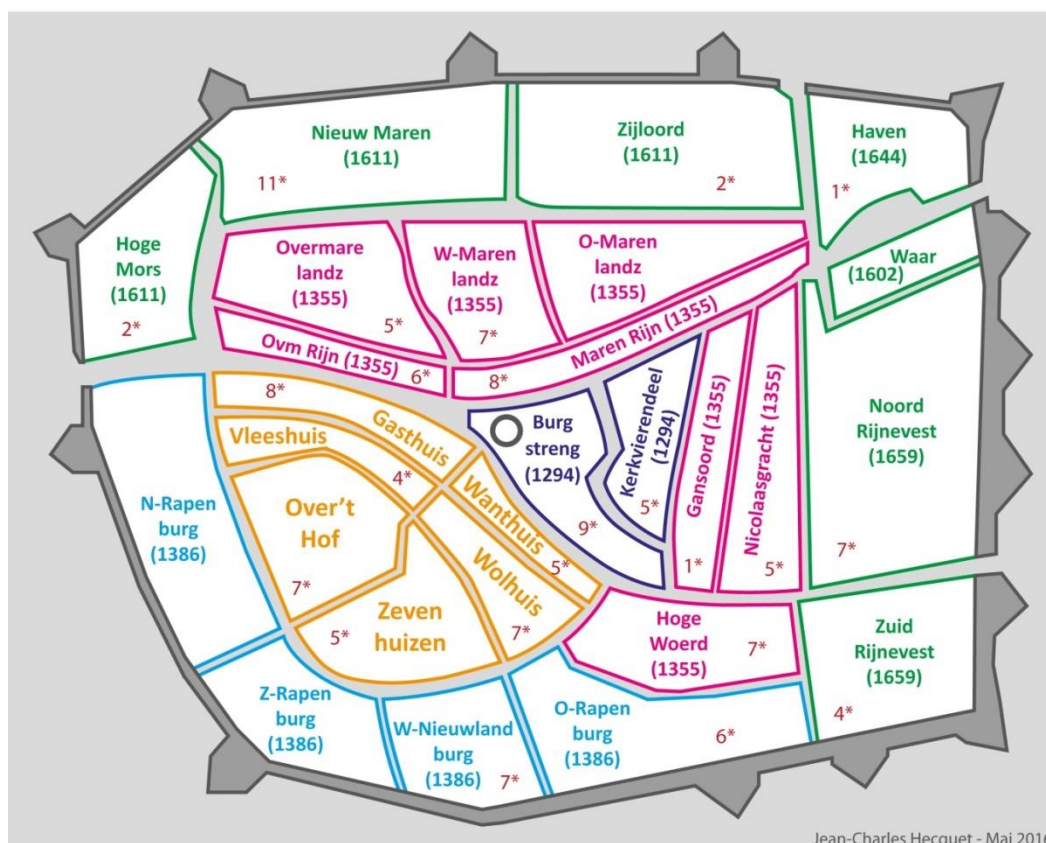 Nieuw Maren
(1611)
11*
Zijloord
(1611)
2*
Haven
(1644)
1*
Hoge
Mors
(1611)
2*
Overmare
landz
(1355)
5*
W-Maren
landz
(1355)
7*
O-Maren
landz
(1355)
Waar
(1602)
Ovm Rijn (1355)
6*
Maren Rijn (1355)
8*
8*
Gasthuis
Vleeshuis
4*
Burg
streng
(1294)
9*
Kerkvierendeel
(1294)
5*
Gansoord (1355)
1*
Nicolaasgracht (1355)
5*
Noord
Rijnevest
(1659)
7*
N-Rapen
burg
(1386)
Over't
Hof
7*
Wanthuis
5*
Wolhuis
7*
Zeven
huizen
5*
Hoge
Woerd
(1355)
7*
Zuid
Rijnevest
(1659)
4*
Z-Rapen
burg
(1386)
W-Nieuwland
burg
(1386)
7*
O-Rapen
burg
(1386)
6*
Jean-Charles Hecquet - Mai 2016